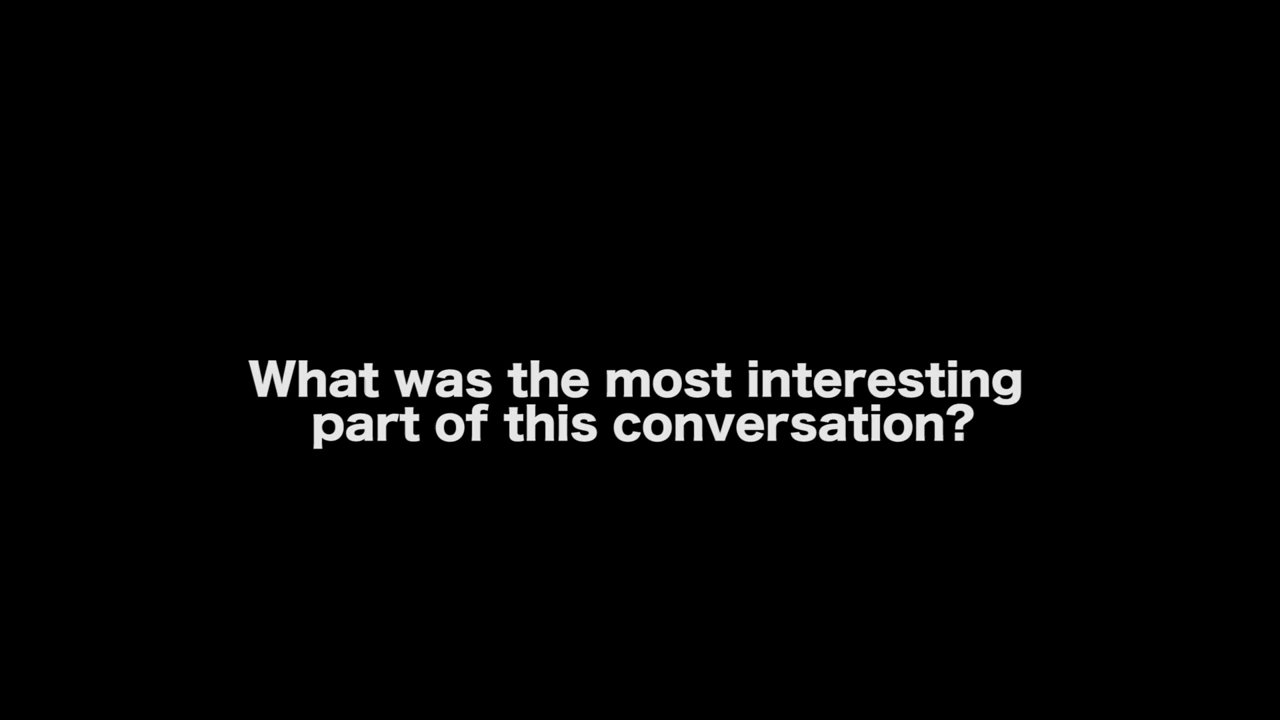 What was the most interesting
part of this conversation?